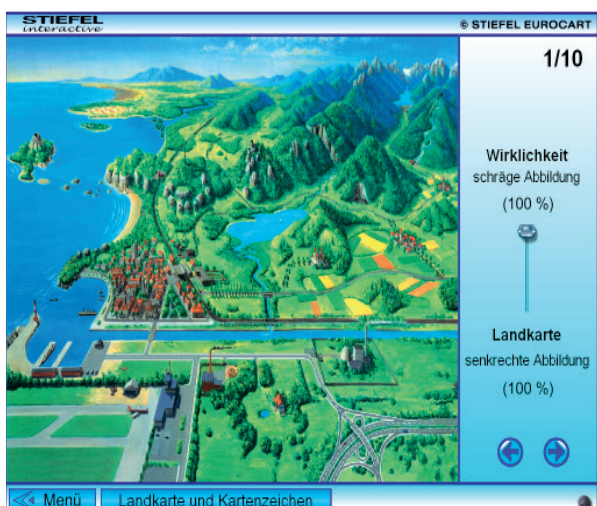 STIEFEL
interactive
© STIEFEL EUROCART
1/10
Wirklichkeit
schräge Abbildung
(100 %)
Landkarte
senkrechte Abbildung
(100 %)
Menü
Landkarte und Kartenzeichen